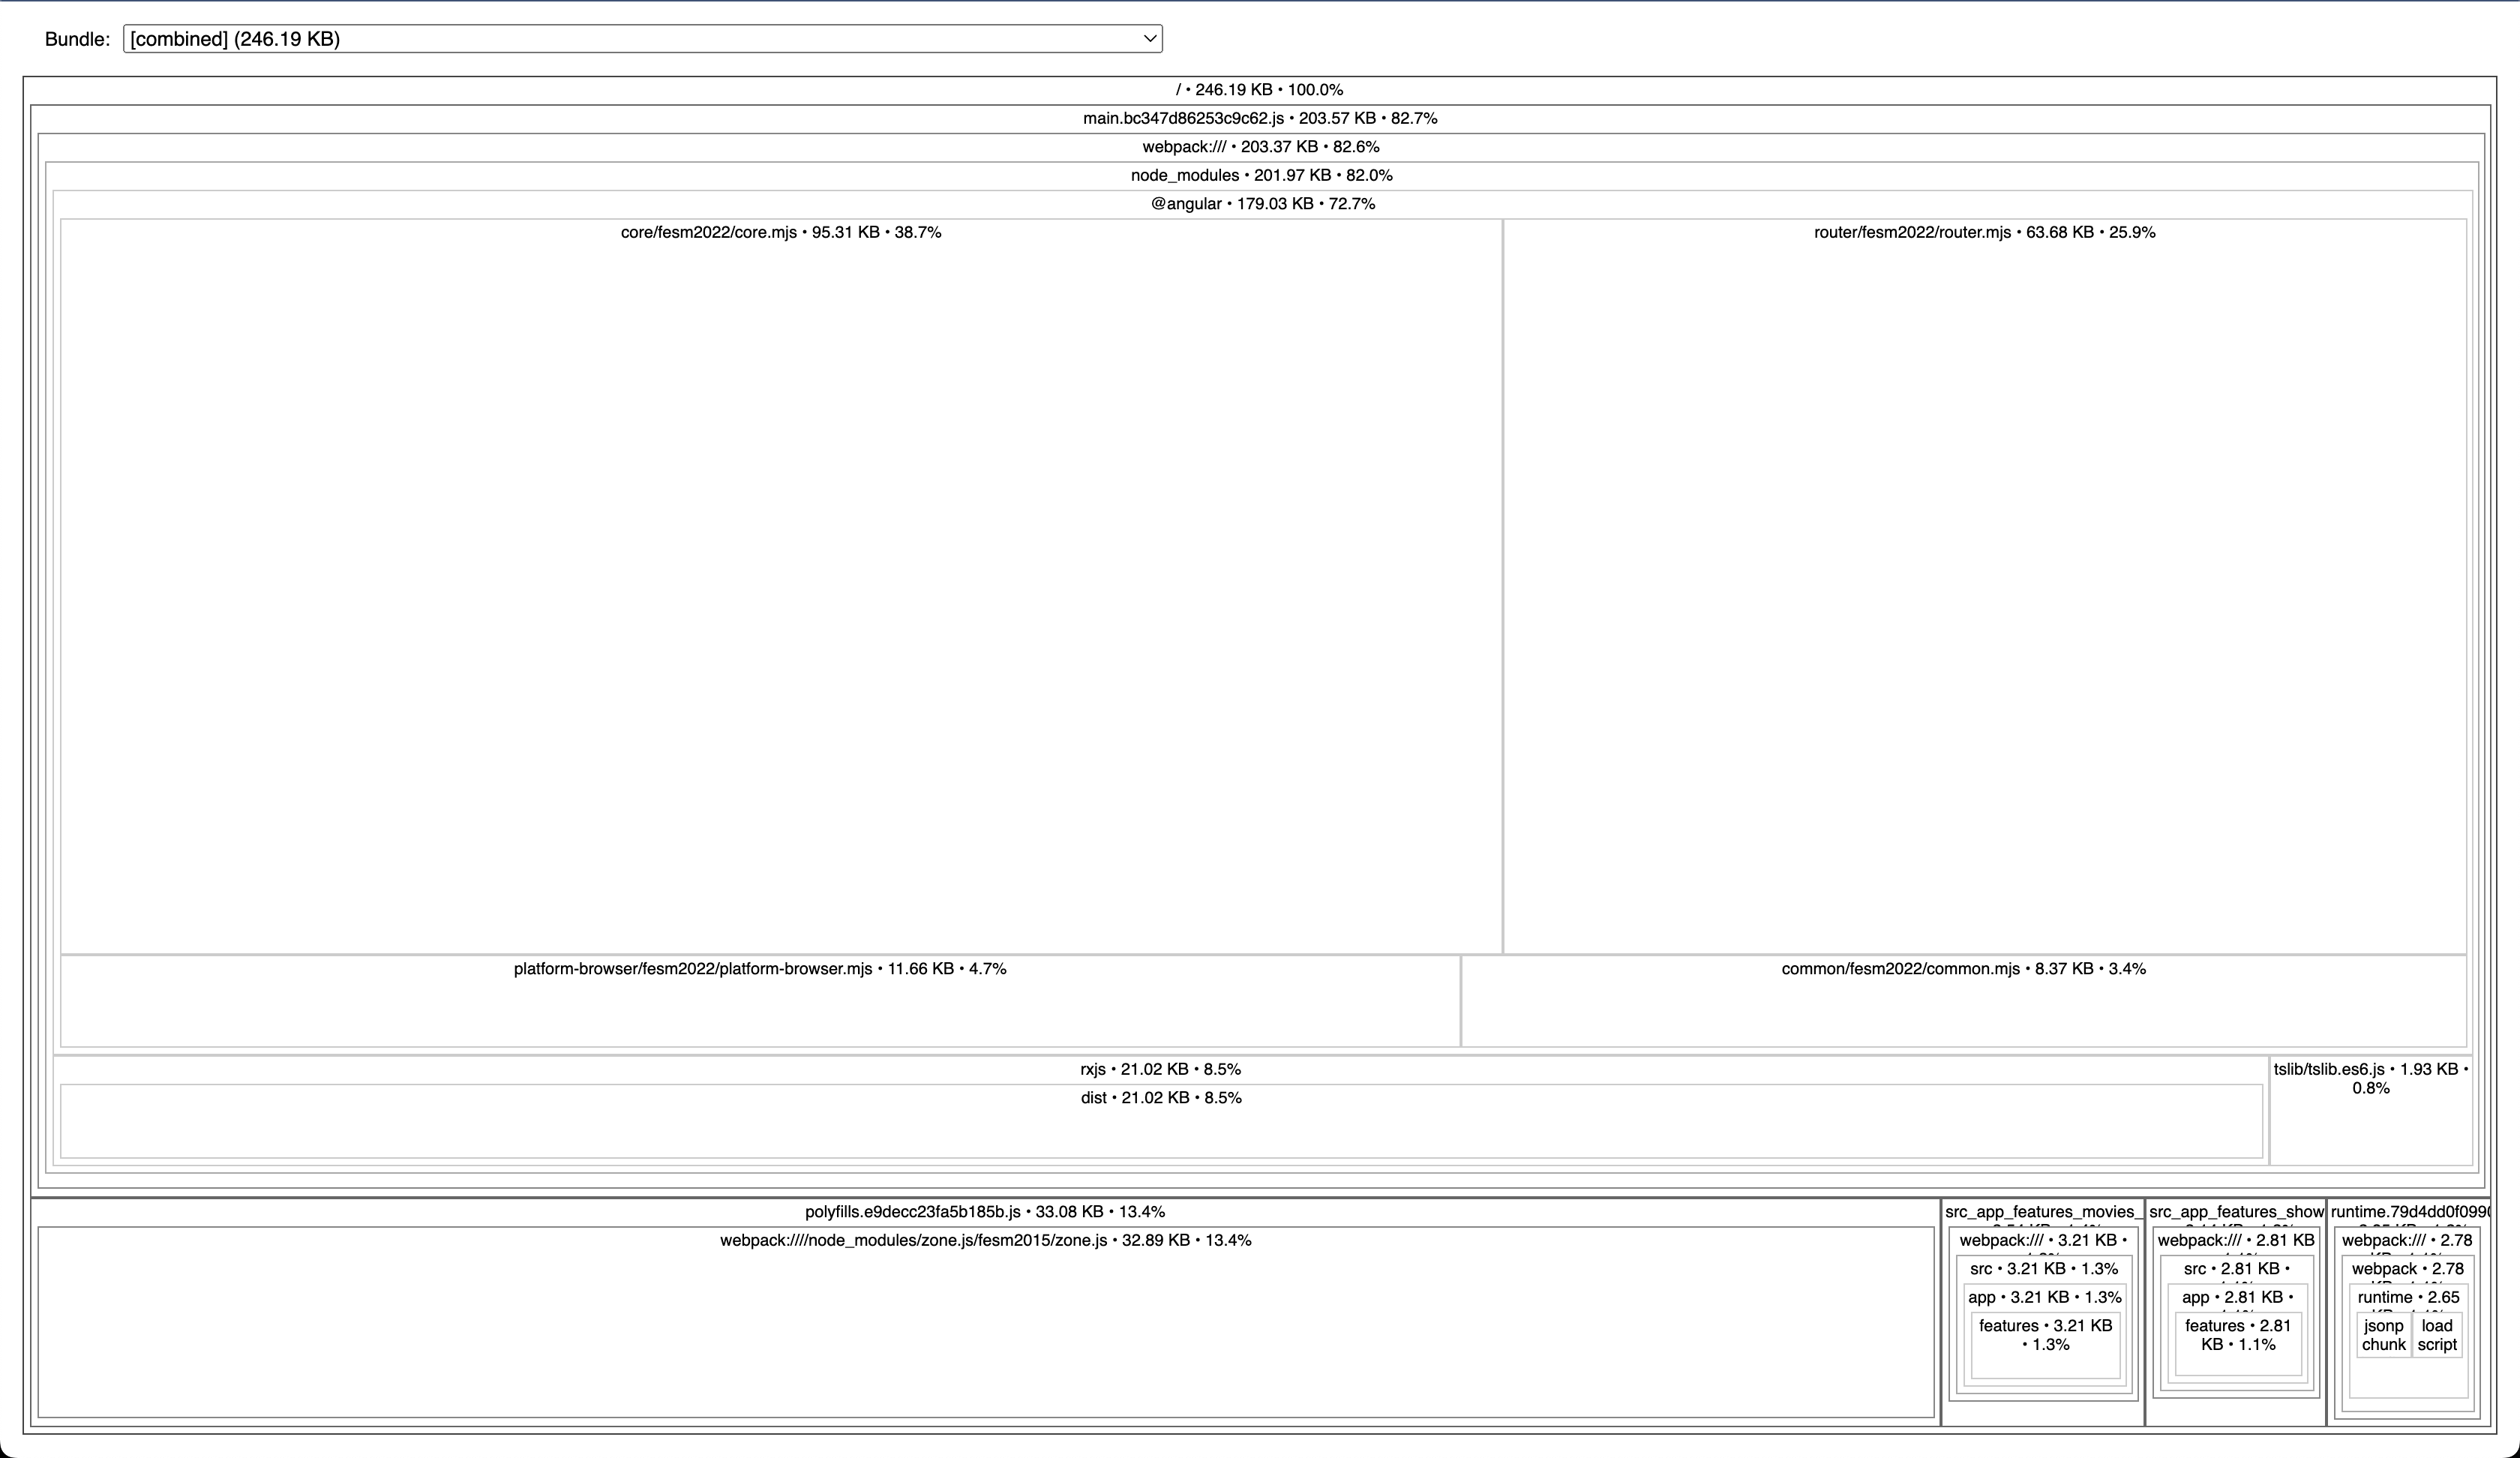 Bundle: [combined] (246.19 KB)
/ • 246.19 KB • 100.0%
main.bc347d86253c9c62.js • 203.57 KB • 82.7%
webpack:/// • 203.37 KB • 82.6%
node_modules • 201.97 KB • 82.0%
@angular • 179.03 KB • 72.7%
core/fesm2022/core.mjs • 95.31 KB • 38.7%
router/fesm2022/router.mjs • 63.68 KB • 25.9%
platform-browser/fesm2022/platform-browser.mjs • 11.66 KB • 4.7%
common/fesm2022/common.mjs • 8.37 KB • 3.4%
rxjs • 21.02 KB • 8.5%
dist • 21.02 KB • 8.5%
tslib/tslib.es6.js • 1.93 KB •
0.8%
polyfills.e9decc23fa5b185b.js • 33.08 KB • 13.4%
webpack:////node_modules/zone.js/fesm2015/zone.js • 32.89 KB • 13.4%
src_app_features_movies_
webpack:/// • 3.21 KB •
src • 3.21 KB • 1.3%
app • 3.21 KB • 1.3%
features • 3.21 KB
• 1.3%
src_app_features_show
webpack:/// • 2.81 KB
src • 2.81 KB •
app • 2.81 KB •
features • 2.81
KB • 1.1%
runtime.79d4dd0f099
webpack:/// • 2.78
webpack • 2.78
runtime • 2.65
jsonp
chunk
load
script